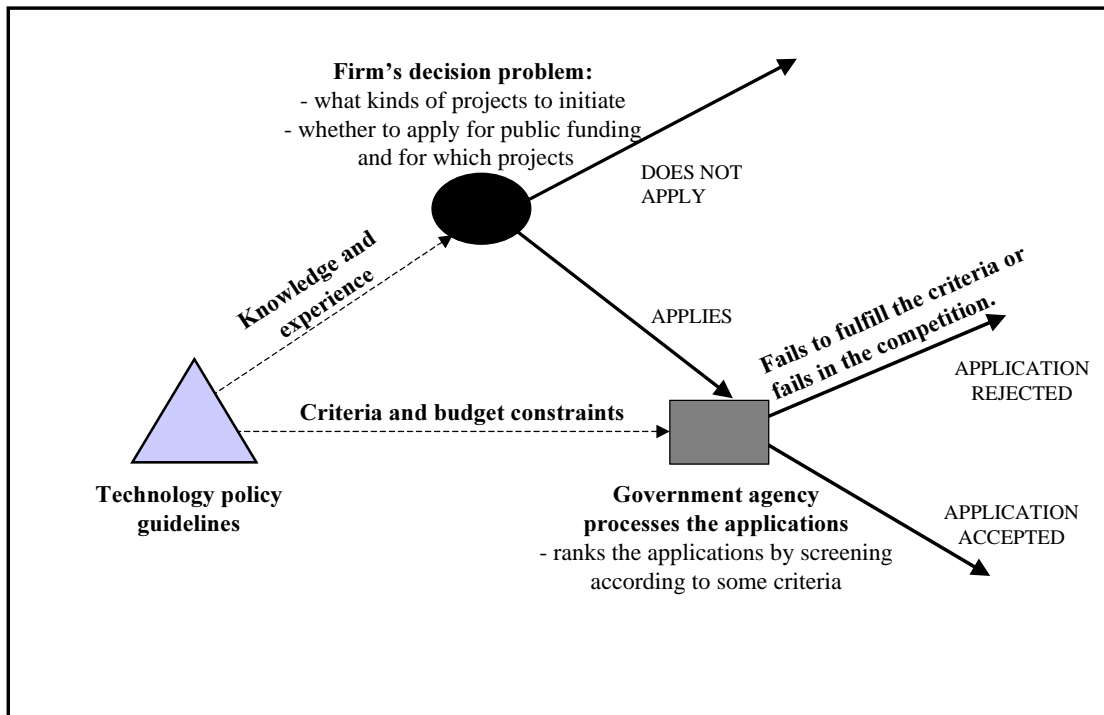 Firm’s decision problem:
- what kinds of projects to initiate
- whether to apply for public funding
and for which projects
DOES NOT
APPLY
Knowledge and
experience
APPLIES
Fails to fulfill the criteria or
fails in the competition.
APPLICATION
REJECTED
Criteria and budget constraints
Technology policy
guidelines
Government agency
processes the applications
- ranks the applications by screening
according to some criteria
APPLICATION
ACCEPTED